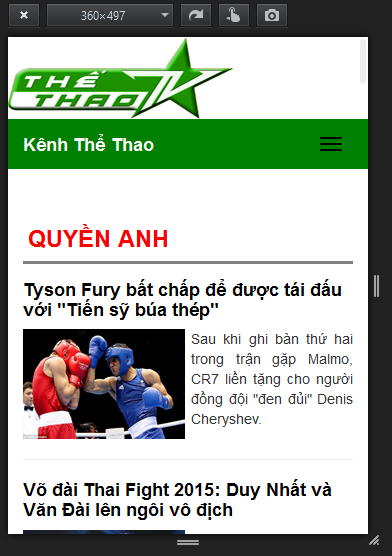 360×497
THẾ
THAO TV
Kênh Thể Thao
QUYỀN ANH
Tyson Fury bất chấp để được tái đấu
với "Tiến sỹ búa thép"
Sau khi ghi bàn thứ hai
trong trận gặp Malmo,
CR7 liền tặng cho người
đồng đội "đen đủi" Denis
Cheryshev.
Võ đài Thai Fight 2015: Duy Nhất và
Văn Đài lên ngôi vô địch